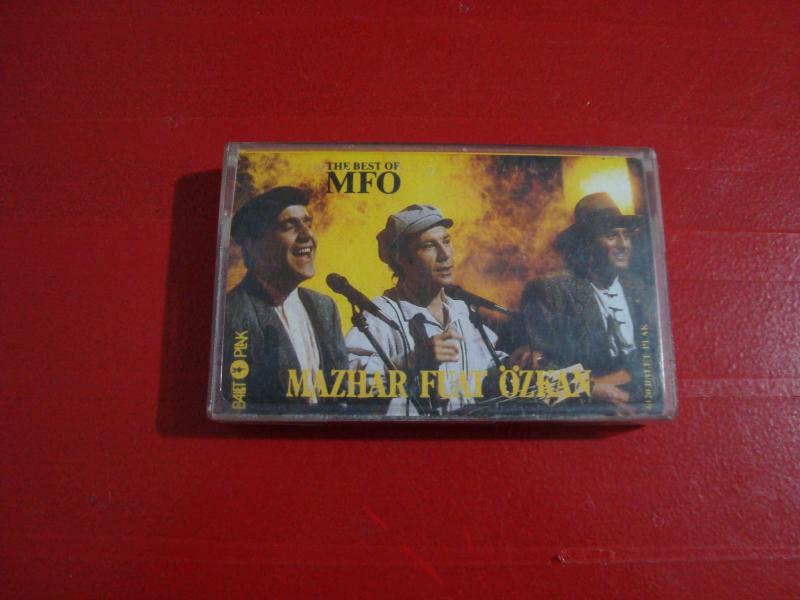 THE BEST OF
MFO
MAZHAR FUAT ÖZKAN
BALET PLAK